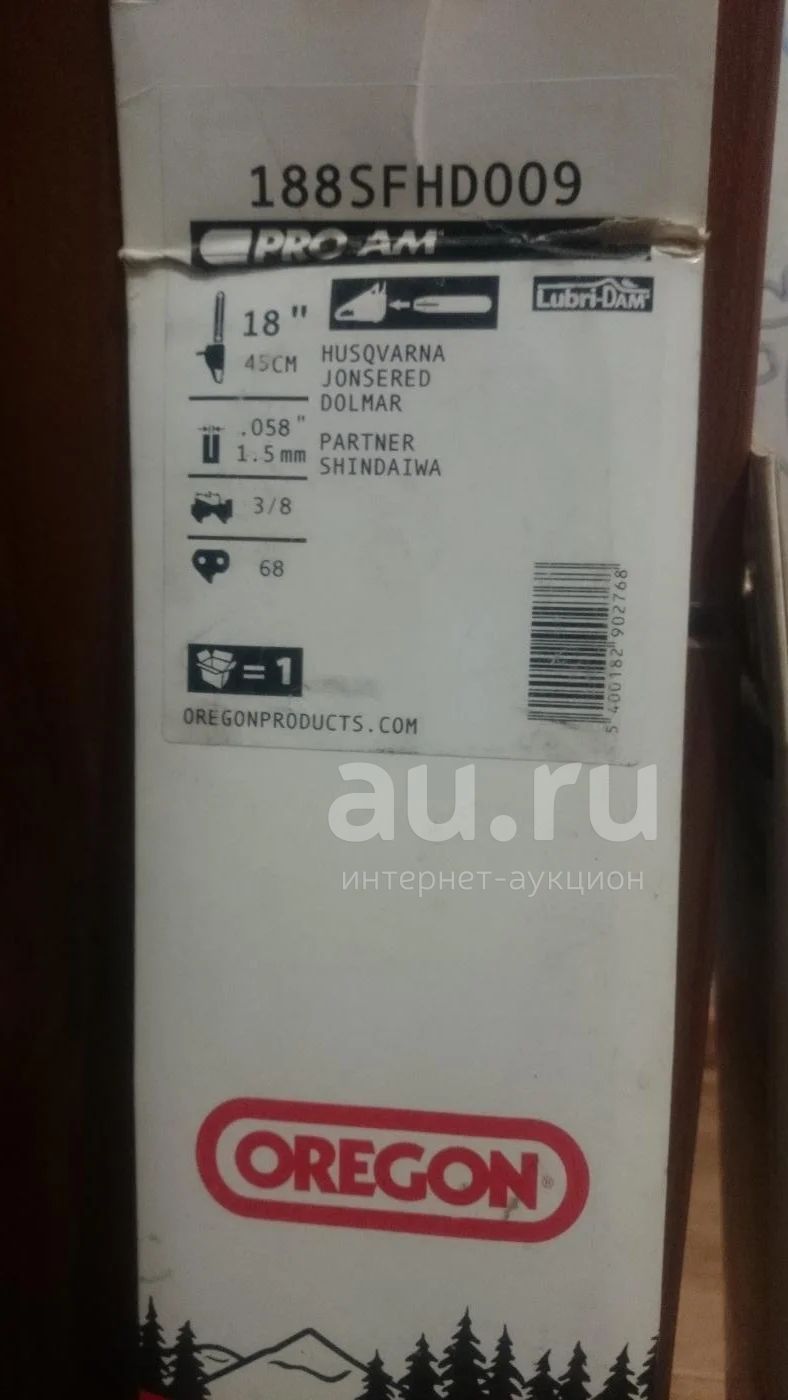 188SFHD009
PRO-AM
18"
45CM
Lubri-DAM
HUSQVARNA
JONSERED
DOLMAR
PARTNER
SHINDAIWA
.058"
1.5mm
3/8
68
= 1
OREGONPRODUCTS.COM
5 400182 902768
au.ru
интернет-аукцион
OREGON®